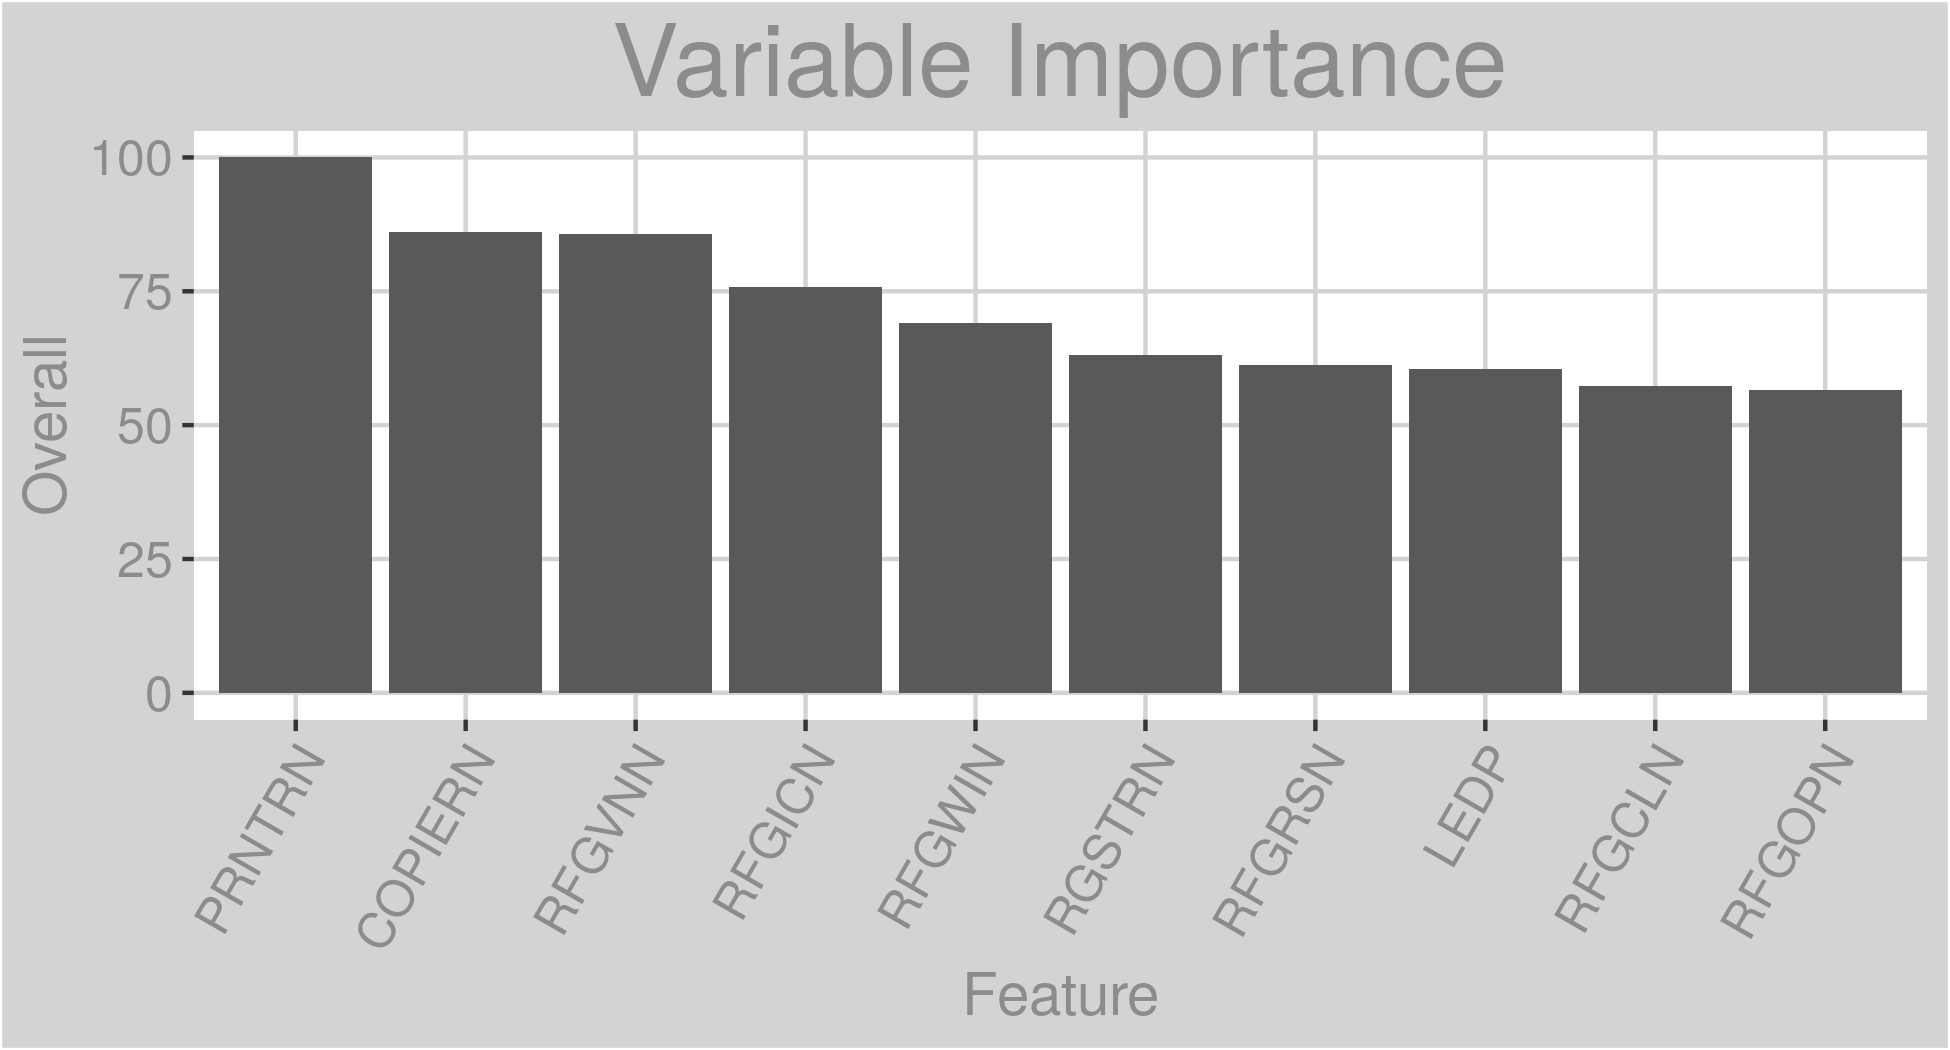 Variable Importance
100
75
50
25
0
Overall
PRNTRN
COPIERN
RFGVNN
RFGICN
RFGWIN
RGSTRN
RFGRSN
LEDP
RFGCLN
RFGOPN
Feature